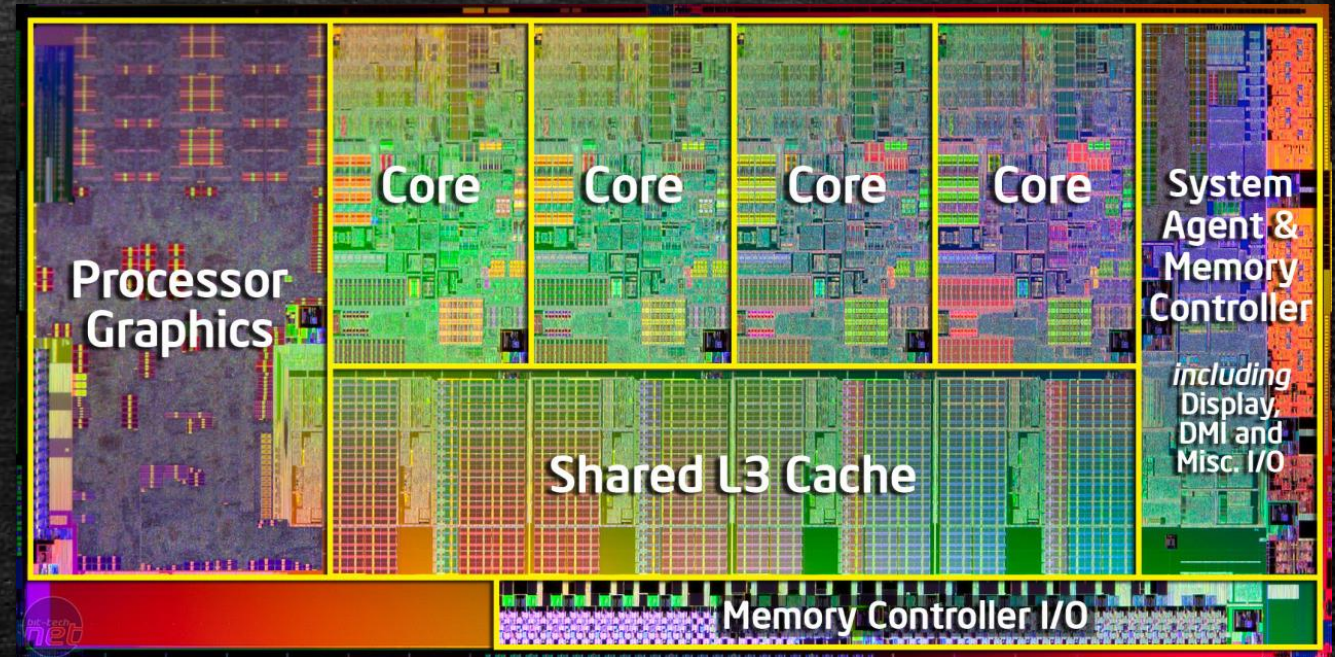 Processor
Graphics
Core
Core
Core
Core
System
Agent &
Memory
Controller
including
Display,
DMI and
Misc. I/O
Shared L3 Cache
Memory Controller I/O
bit-tech
net